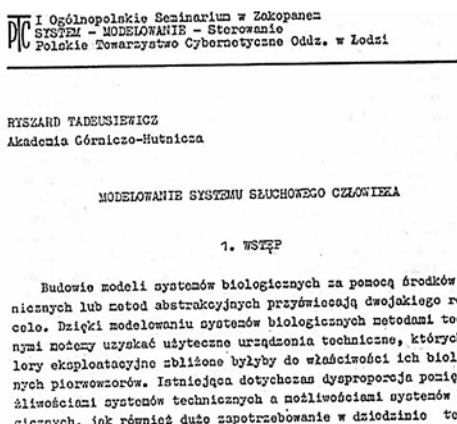 PTC
I Ogólnopolskie Seminarium w Zakopanem
SYSTEM – MODELOWANIE – Sterowanie
Polskie Towarzystwo Cybernetyczne Oddz. w Łodzi
RYSZARD TADEUSIEWICZ
Akademia Górniczo-Hutnicza
MODELOWANIE SYSTEMU SŁUCHOWEGO CZŁOWIEKA
1. WSTĘP
Budowie modeli systemów biologicznych za pomocą środków
nicznych lub metod abstrakcyjnych przyświecają dwojakiego r
cele. Dzięki modelowaniu systemów biologicznych metodami te
nymi możemy uzyskać użyteczne urządzenia techniczne, których
lory eksploatacyjne zbliżone byłyby do właściwości ich biol
nych pierwowzorów. Istniejąca dotychczas dysproporcja pomię
żliwościami systemów technicznych a możliwościami systemów
gicznych, jak również duże zapotrzebowanie w dziedzinie te